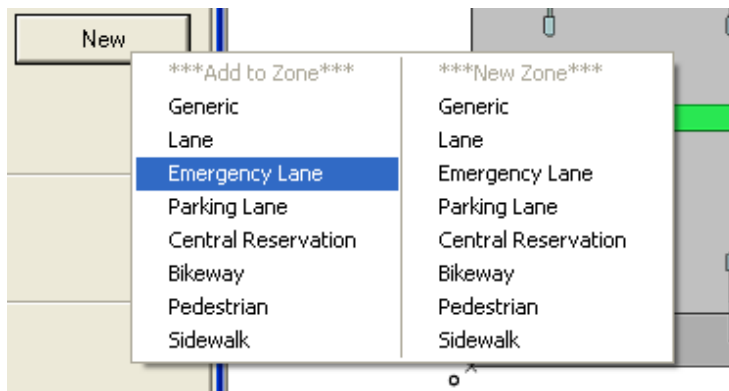 New
***Add to Zone***
Generic
Lane
Emergency Lane
Parking Lane
Central Reservation
Bikeway
Pedestrian
Sidewalk
***New Zone***
Generic
Lane
Emergency Lane
Parking Lane
Central Reservation
Bikeway
Pedestrian
Sidewalk